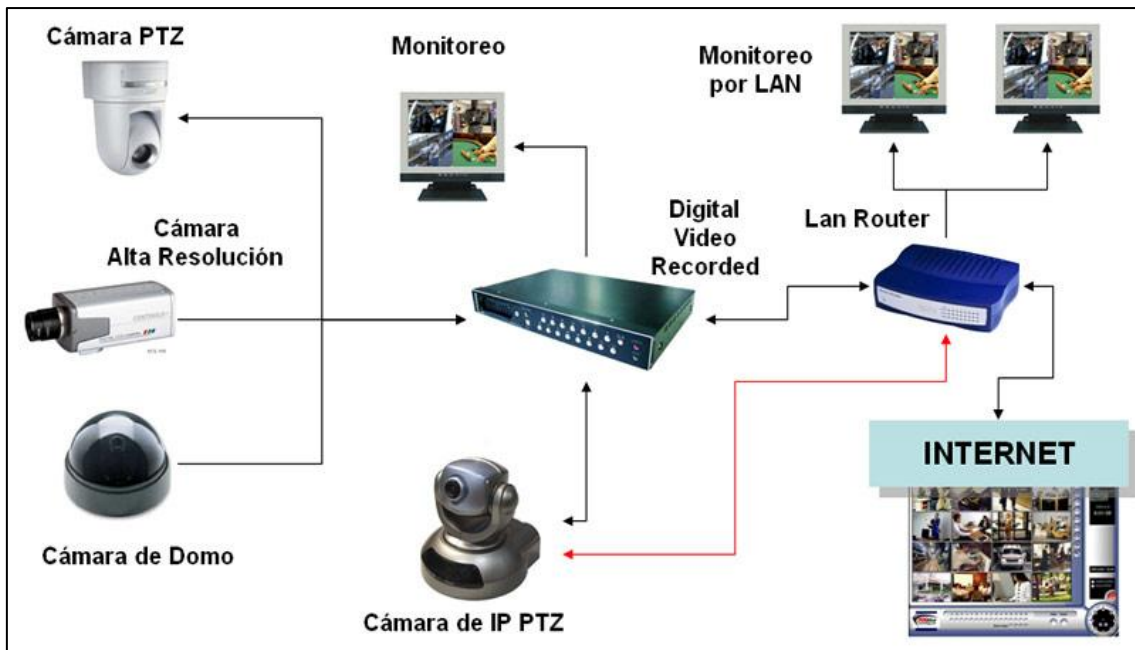 Cámara PTZ
Monitoreo
Monitoreo
por LAN
Cámara
Alta Resolución
Digital
Video
Recorded
Lan Router
INTERNET
Cámara de Domo
Cámara de IP PTZ